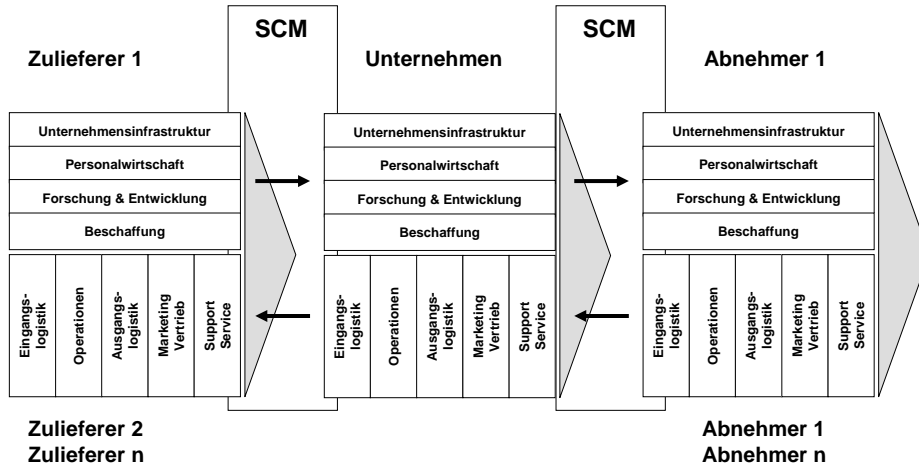 SCM
SCM
Zulieferer 1
Unternehmen
Abnehmer 1
Unternehmensinfrastruktur
Personalwirtschaft
Forschung & Entwicklung
Beschaffung
Eingangs-
logistik
Operationen
Ausgangs-
logistik
Marketing
Vertrieb
Support
Service
Unternehmensinfrastruktur
Personalwirtschaft
Forschung & Entwicklung
Beschaffung
Eingangs-
logistik
Operationen
Ausgangs-
logistik
Marketing
Vertrieb
Support
Service
Unternehmensinfrastruktur
Personalwirtschaft
Forschung & Entwicklung
Beschaffung
Eingangs-
logistik
Operationen
Ausgangs-
logistik
Marketing
Vertrieb
Support
Service
Zulieferer 2
Zulieferer n
Abnehmer 1
Abnehmer n